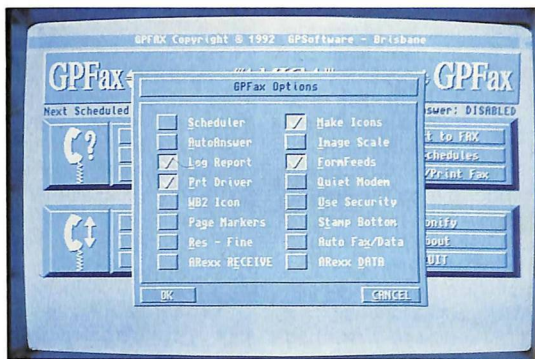 GPFAX Copyright © 1992 GPSoftware - Brisbane
GPFax
GPFax
GPFax Options
Next Scheduled
swer: DISABLED
Scheduler
Make Icons
t to FAX
AutoAnswer
Image Scale
chedules
Log Report
FormFeeds
/Print Fax
Prt Driver
Quiet Modem
WB2 Icon
Use Security
Page Markers
Stamp Bottom
onify
Res - Fine
Auto Fax/Data
bout
ARexx RECEIVE
ARexx DATA
UIT
OK
CANCEL